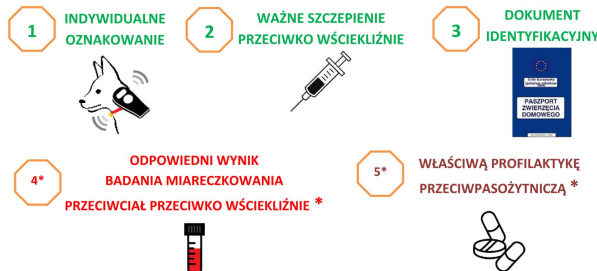 1
INDYWIDUALNE
OZNAKOWANIE
2
WAŻNE SZCZEPIENIE
PRZECIWKO WŚCIEKLIŹNIE
3
DOKUMENT
IDENTYFIKACYJNY
PASZPORT
ZWIERZĘCIA
DOMOWEGO
4*
ODPOWIEDNI WYNIK
BADANIA MIARECZKOWANIA
PRZECIWCIAŁ PRZECIWKO WŚCIEKLIŹNIE *
5*
WŁAŚCIWĄ PROFILAKTYKĘ
PRZECIWPASOŻYTNICZĄ *